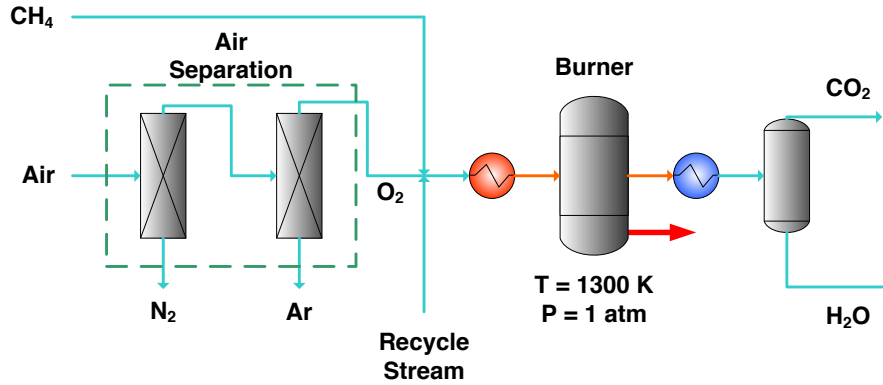 CH₄
Air
Separation
Burner
CO₂
Air
O₂
N₂
Ar
T = 1300 K
P = 1 atm
H₂O
Recycle
Stream